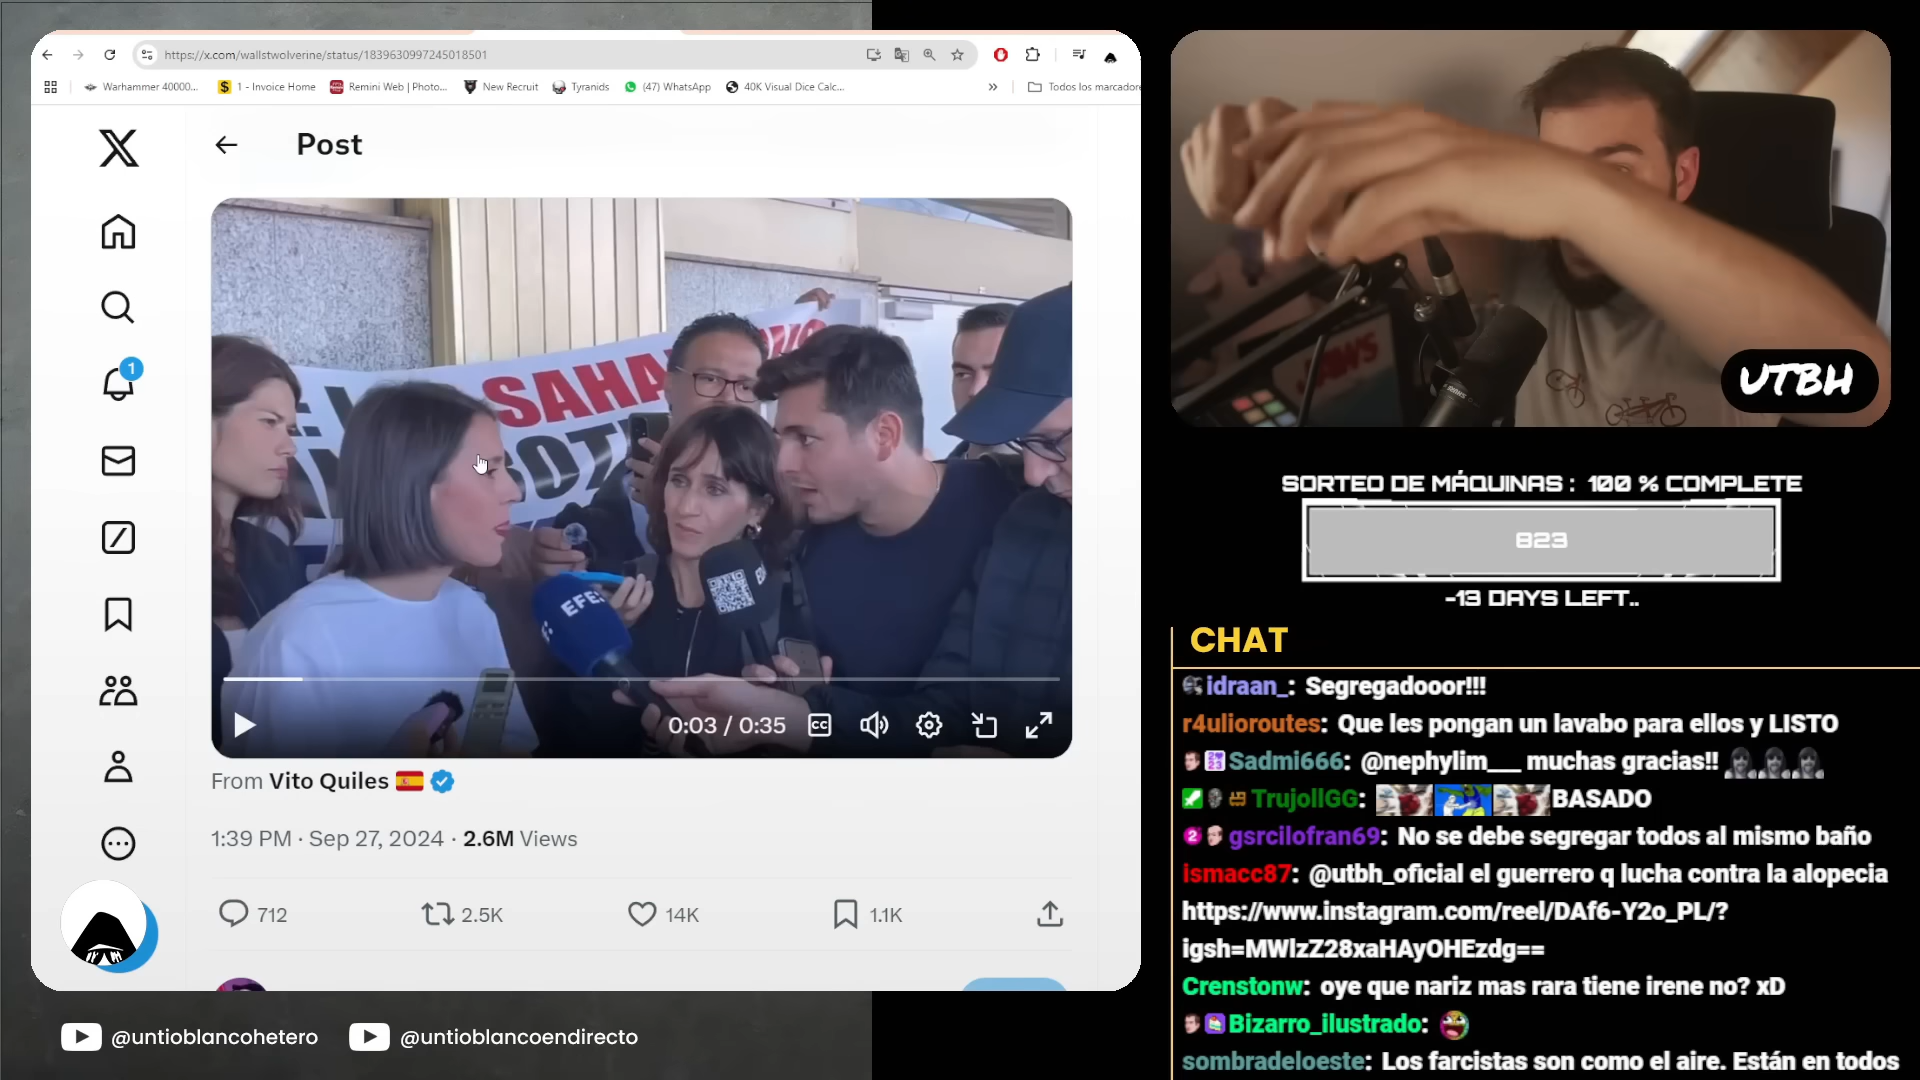 https://x.com/wallstwolverine/status/1839630997245018501
Warhammer 40000...
1 - Invoice Home
Remini Web | Photo...
New Recruit
Tyranids
(47) WhatsApp
40K Visual Dice Calc...
»
Todos los marcadore
X
Post
1
SAHA
EFE
0:03 / 0:35
CC
From Vito Quiles
1:39 PM · Sep 27, 2024 · 2.6M Views
712
2.5K
14K
1.1K
@untioblancohetero
@untioblancoendirecto
UTBH
SORTEO DE MÁQUINAS : 100 % COMPLETE
823
-13 DAYS LEFT..
CHAT
idraan_: Segregadooor!!!
r4ulioroutes: Que les pongan un lavabo para ellos y LISTO
Sadmi666: @nephylim___ muchas gracias!!
TrujollGG: BASADO
gsrcilofran69: No se debe segregar todos al mismo baño
ismacc87: @utbh_oficial el guerrero q lucha contra la alopecia
https://www.instagram.com/reel/DAf6-Y2o_PL/?
igsh=MWlzZ28xaHAyOHEzdg==
Crenstonw: oye que nariz mas rara tiene irene no? xD
Bizarro_ilustrado:
sombradeloeste: Los farcistas son como el aire. Están en todos